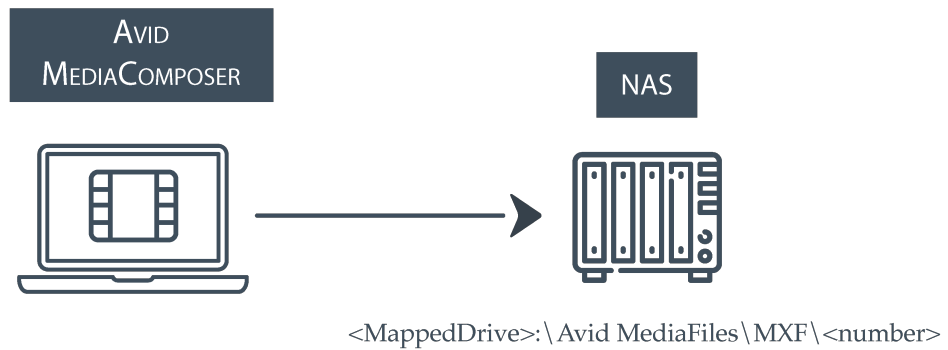 Avid
MediaComposer
NAS
<MappedDrive>:\Avid MediaFiles\MXF\<number>